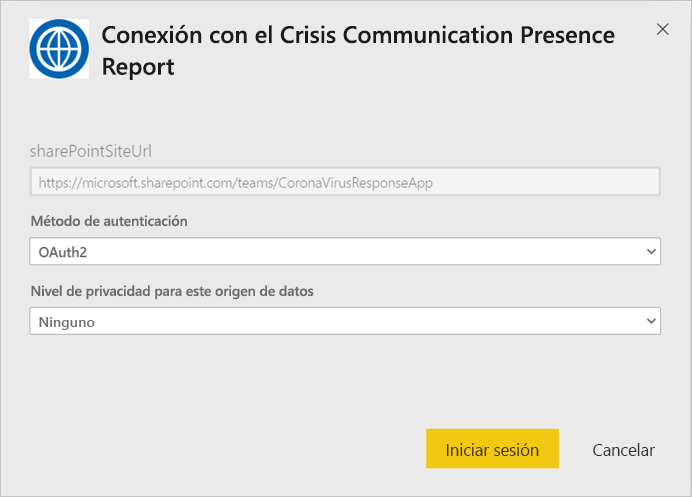 Conexión con el Crisis Communication Presence
Report
sharePointSiteUrl
https://microsoft.sharepoint.com/teams/CoronaVirusResponseApp
Método de autenticación
OAuth2
Nivel de privacidad para este origen de datos
Ninguno
Iniciar sesión
Cancelar